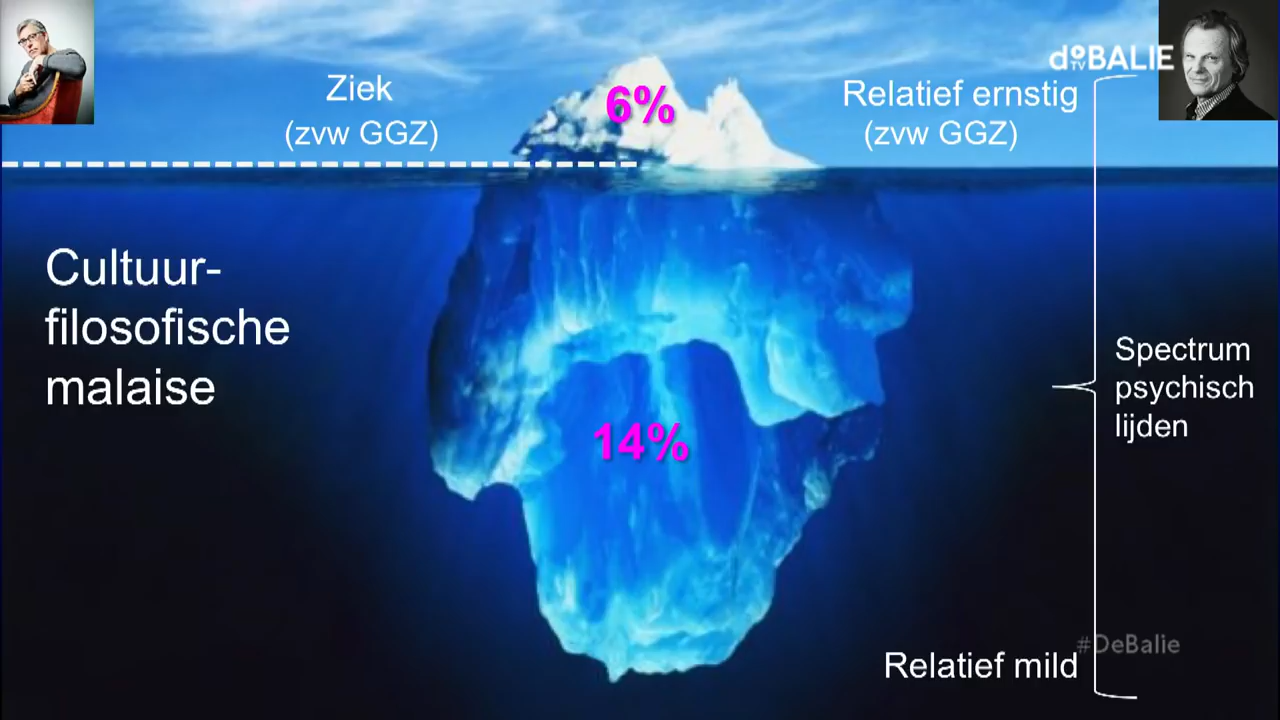 doBALIE
TV
Ziek
(zvw GGZ)
6%
Relatief ernstig
(zvw GGZ)
Cultuur-
filosofische
malaise
14%
Spectrum
psychisch
lijden
#DeBalie
Relatief mild